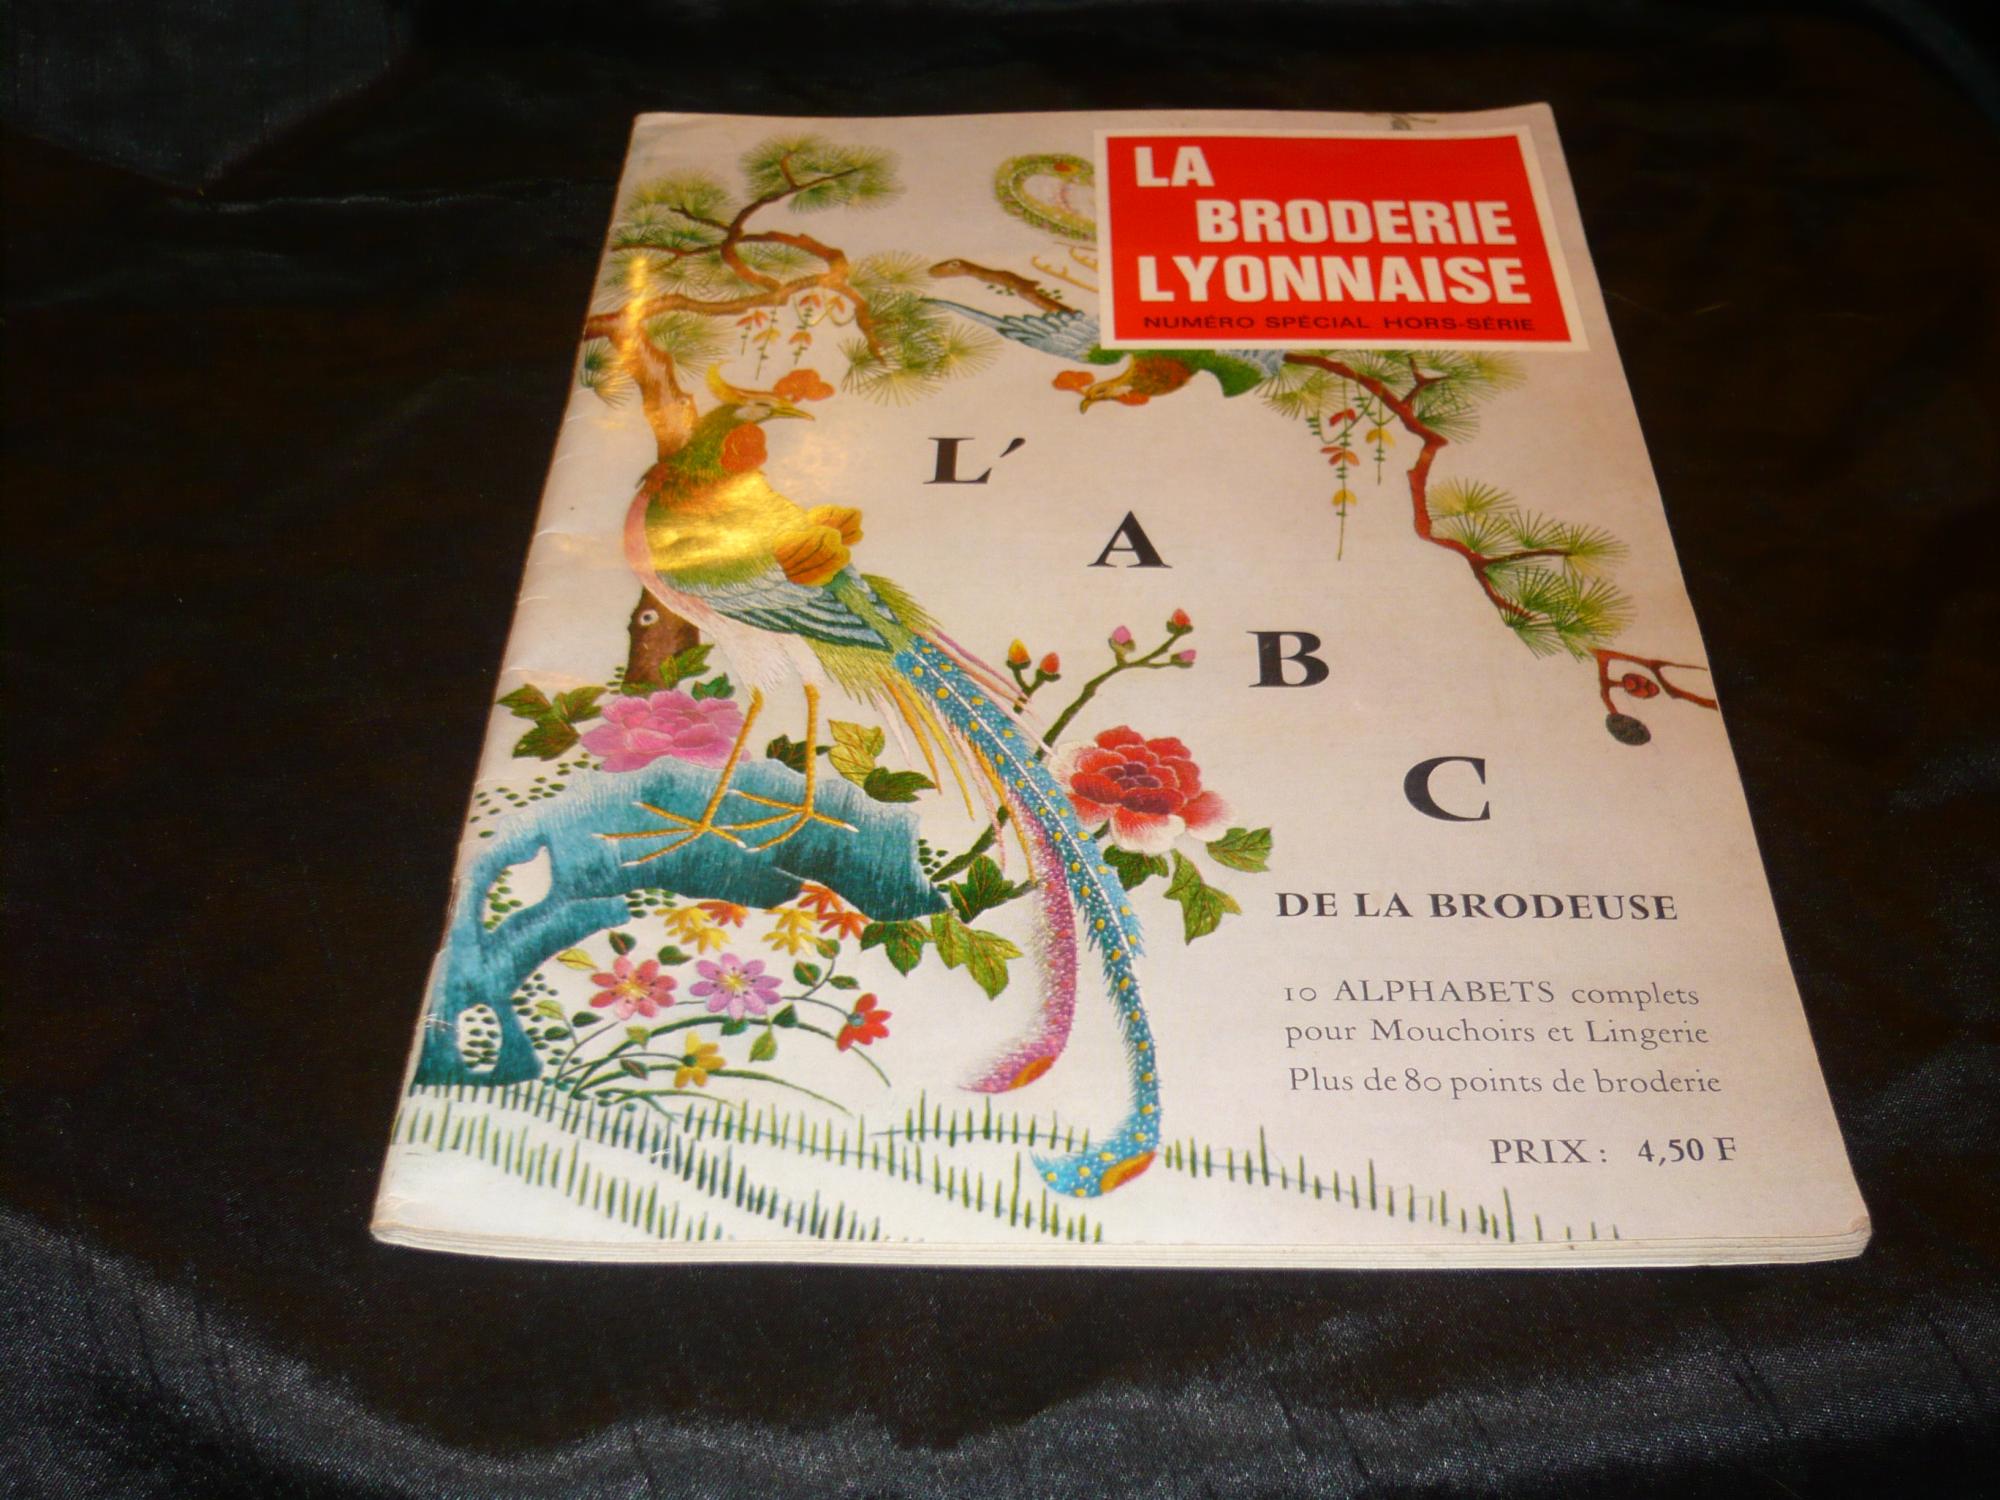 LA
BRODERIE
LYONNAISE
NUMÉRO SPÉCIAL HORS-SÉRIE
L'
A
B
C
DE LA BRODEUSE
10 ALPHABETS complets
pour Mouchoirs et Lingerie
Plus de 80 points de broderie
PRIX : 4,50 F